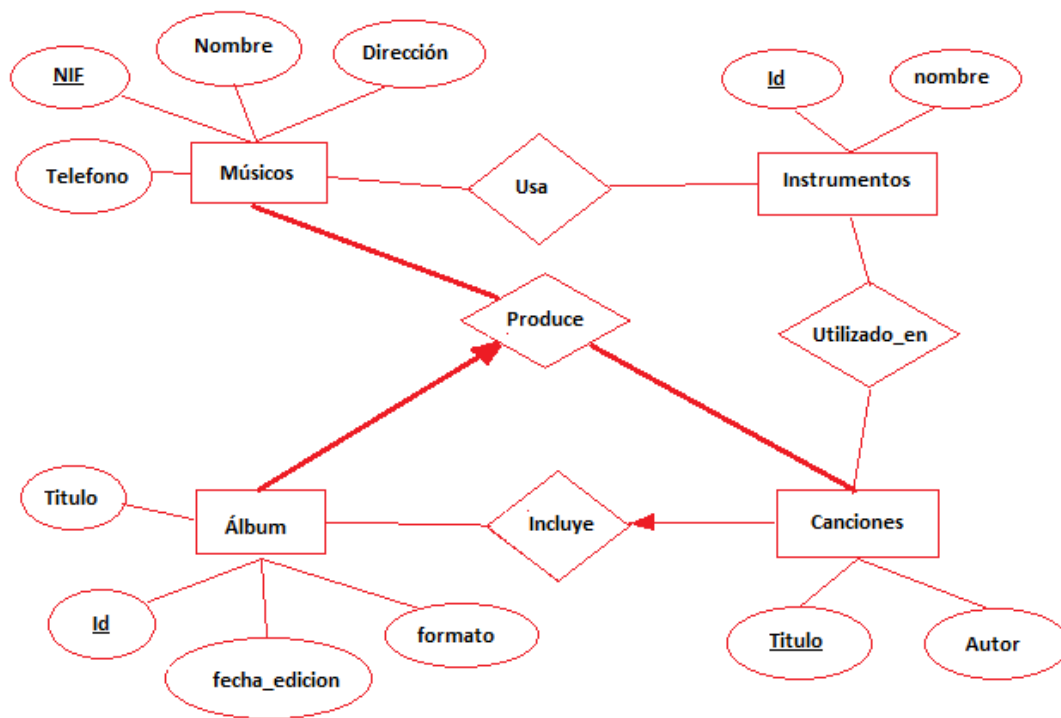 Nombre
Dirección
NIF
Id
nombre
Telefono
Músicos
Usa
Instrumentos
Produce
Utilizado_en
Titulo
Álbum
Incluye
Canciones
Id
formato
fecha_edicion
Titulo
Autor